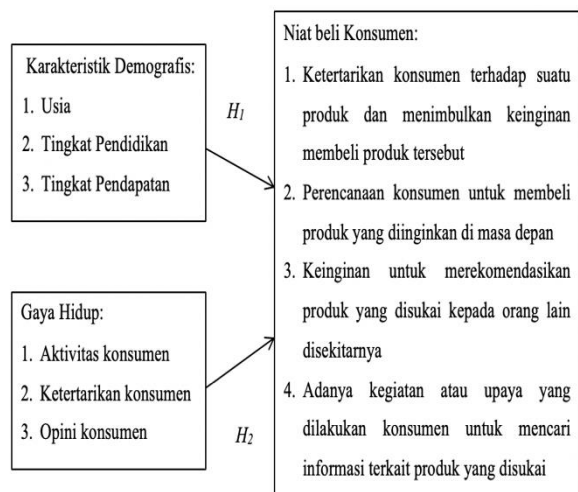 Karakteristik Demografis:
1. Usia
2. Tingkat Pendidikan
3. Tingkat Pendapatan
H1
Gaya Hidup:
1. Aktivitas konsumen
2. Ketertarikan konsumen
3. Opini konsumen
H2
Niat beli Konsumen:
1. Ketertarikan konsumen terhadap suatu
produk dan menimbulkan keinginan
membeli produk tersebut
2. Perencanaan konsumen untuk membeli
produk yang diinginkan di masa depan
3. Keinginan untuk merekomendasikan
produk yang disukai kepada orang lain
disekitarnya
4. Adanya kegiatan atau upaya yang
dilakukan konsumen untuk mencari
informasi terkait produk yang disukai